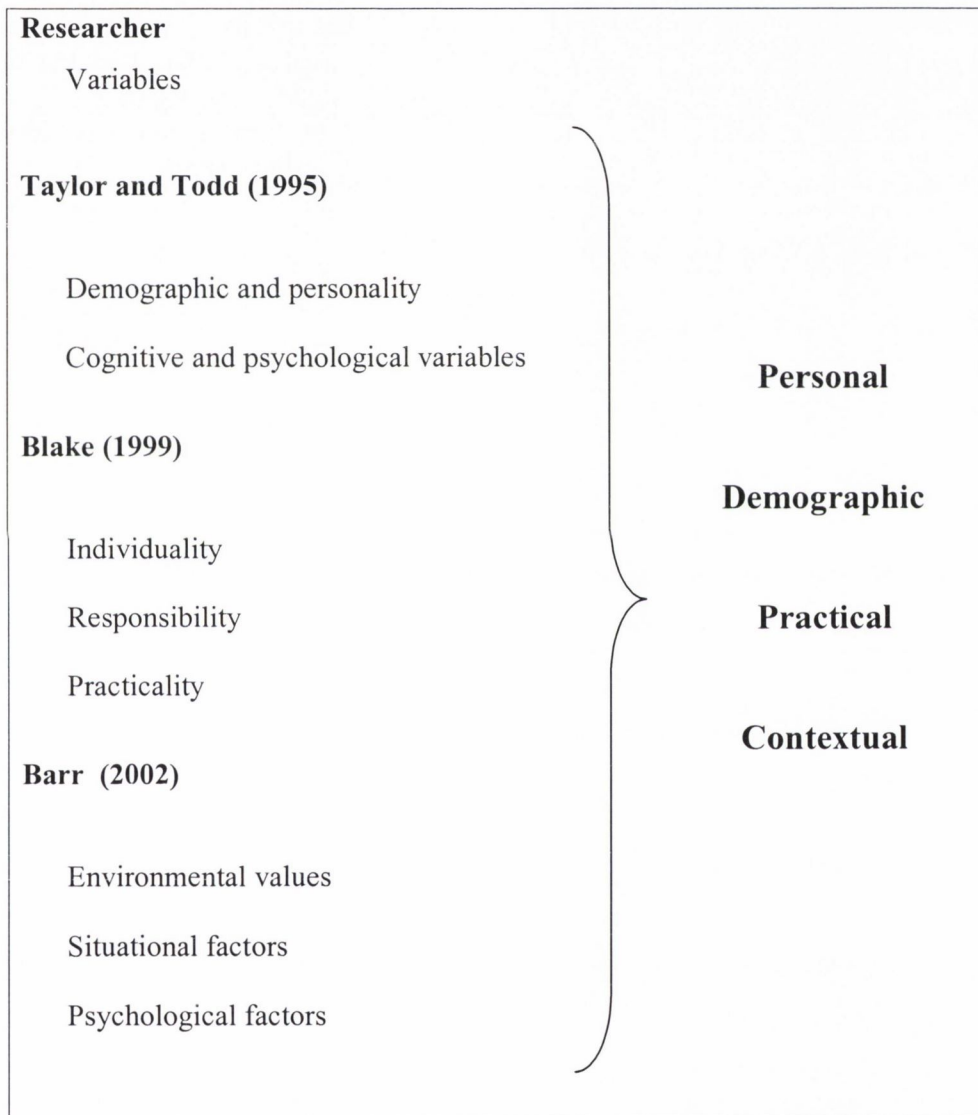 Researcher
Variables
Taylor and Todd (1995)
Demographic and personality
Cognitive and psychological variables
Blake (1999)
Individuality
Responsibility
Practicality
Barr (2002)
Environmental values
Situational factors
Psychological factors
Personal
Demographic
Practical
Contextual